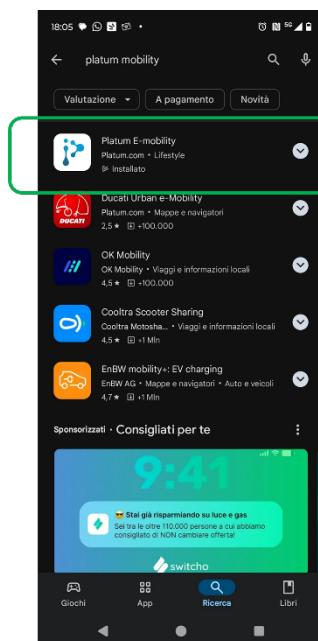 18:05
5G
platum mobility
Valutazione
A pagamento
Novità
Platum E-mobility
Platum.com • Lifestyle
Installato
DUCATI
Ducati Urban e-Mobility
Platum.com • Mappe e navigatori
2,5 ★ +100.000
OK Mobility
OK Mobility • Viaggi e informazioni locali
4,5 ★ +100.000
Cooltra Scooter Sharing
Cooltra Motosha... • Viaggi e informazioni locali
4,5 ★ +1 Mln
EnBW mobility+: EV charging
EnBW AG • Mappe e navigatori • Auto e veicoli
4,7 ★ +1 Mln
Sponsorizzati • Consigliati per te
9:41
Stai già risparmiando su luce e gas
Sei tra le oltre 110.000 persone a cui abbiamo
consigliato di NON cambiare offerta!
switcho
Giochi
App
Ricerca
Libri